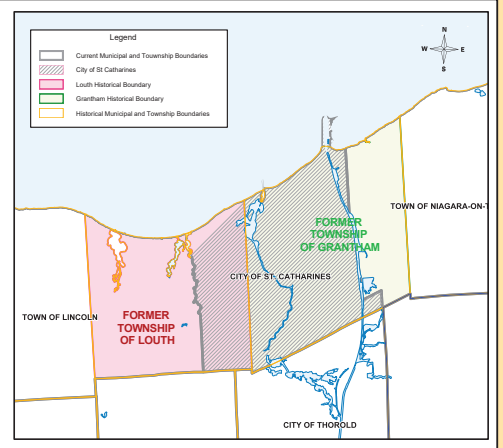 Legend
Current Municipal and Touwnship Boundaries
City of St Catharines
Louth Historical Boundary
Grantham Historical Boundary
Historical Municipal and Township Boundaries
N
W
E
S
TOWN OF NIAGARA-ON-T
FORMER
TOWNSHIP
OF GRANTHAM
CITY OF ST. CATHARINES
TOWN OF LINCOLN
FORMER
TOWNSHIP
OF LOUTH
CITY OF THOROLD